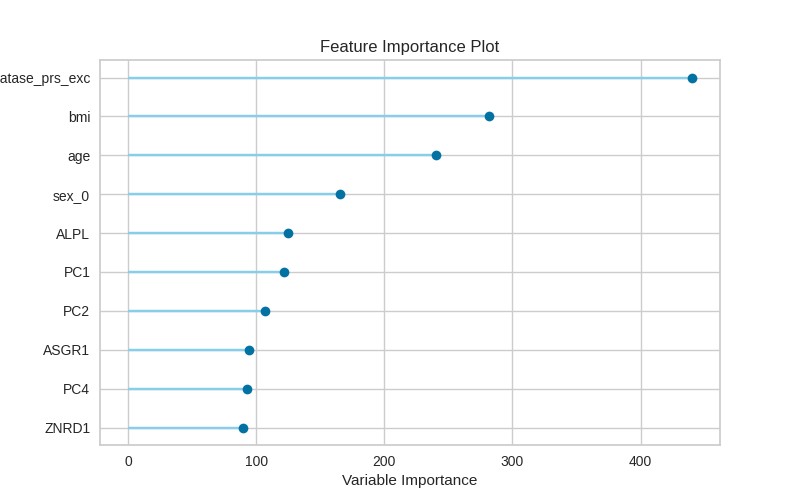 Feature Importance Plot
atase_prs_exc
bmi
age
sex_0
ALPL
PC1
PC2
ASGR1
PC4
ZNRD1
0 100 200 300 400
Variable Importance